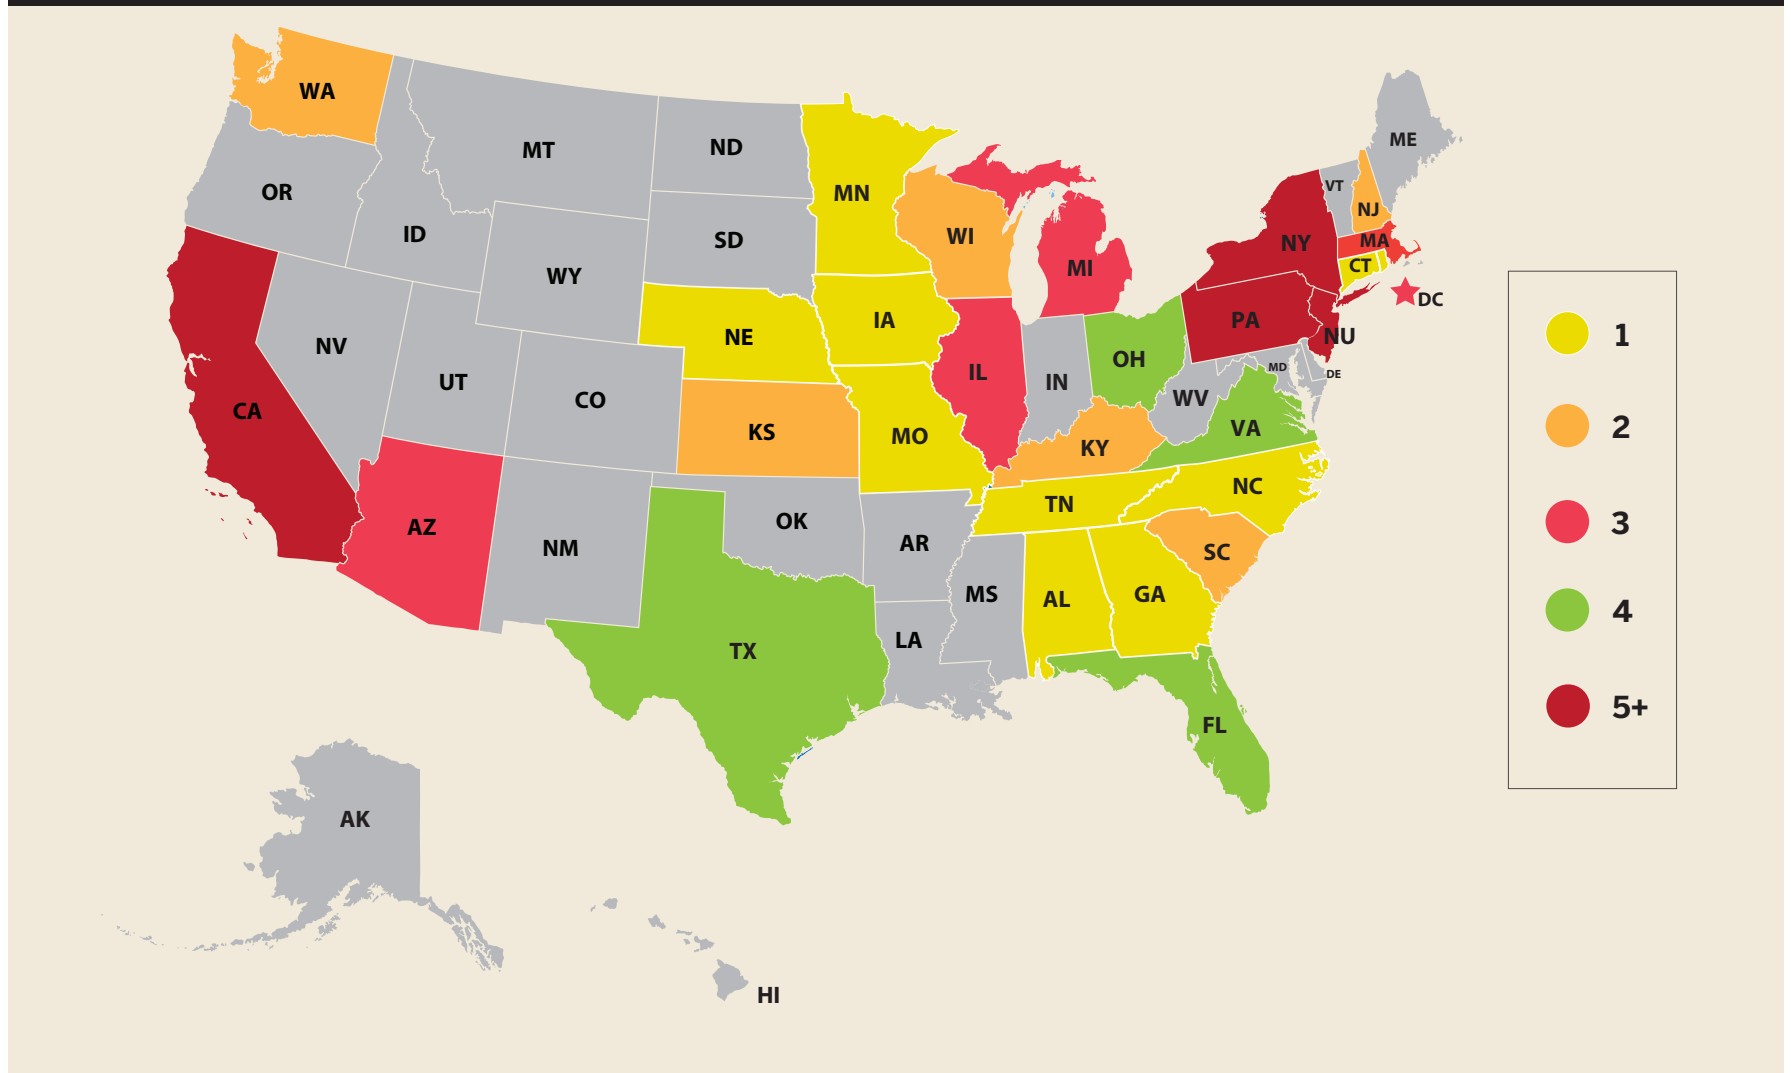 WA
MT
ND
MN
ME
OR
ID
SD
WI
VT
NJ
MI
NY
MA
CT
WY
DC
NV
NE
IA
PA
NU
UT
CO
IL
IN
OH
MD
DE
CA
KS
MO
KY
WV
VA
AZ
NM
OK
AR
TN
NC
SC
TX
LA
MS
AL
GA
FL
AK
HI
1
2
3
4
5+